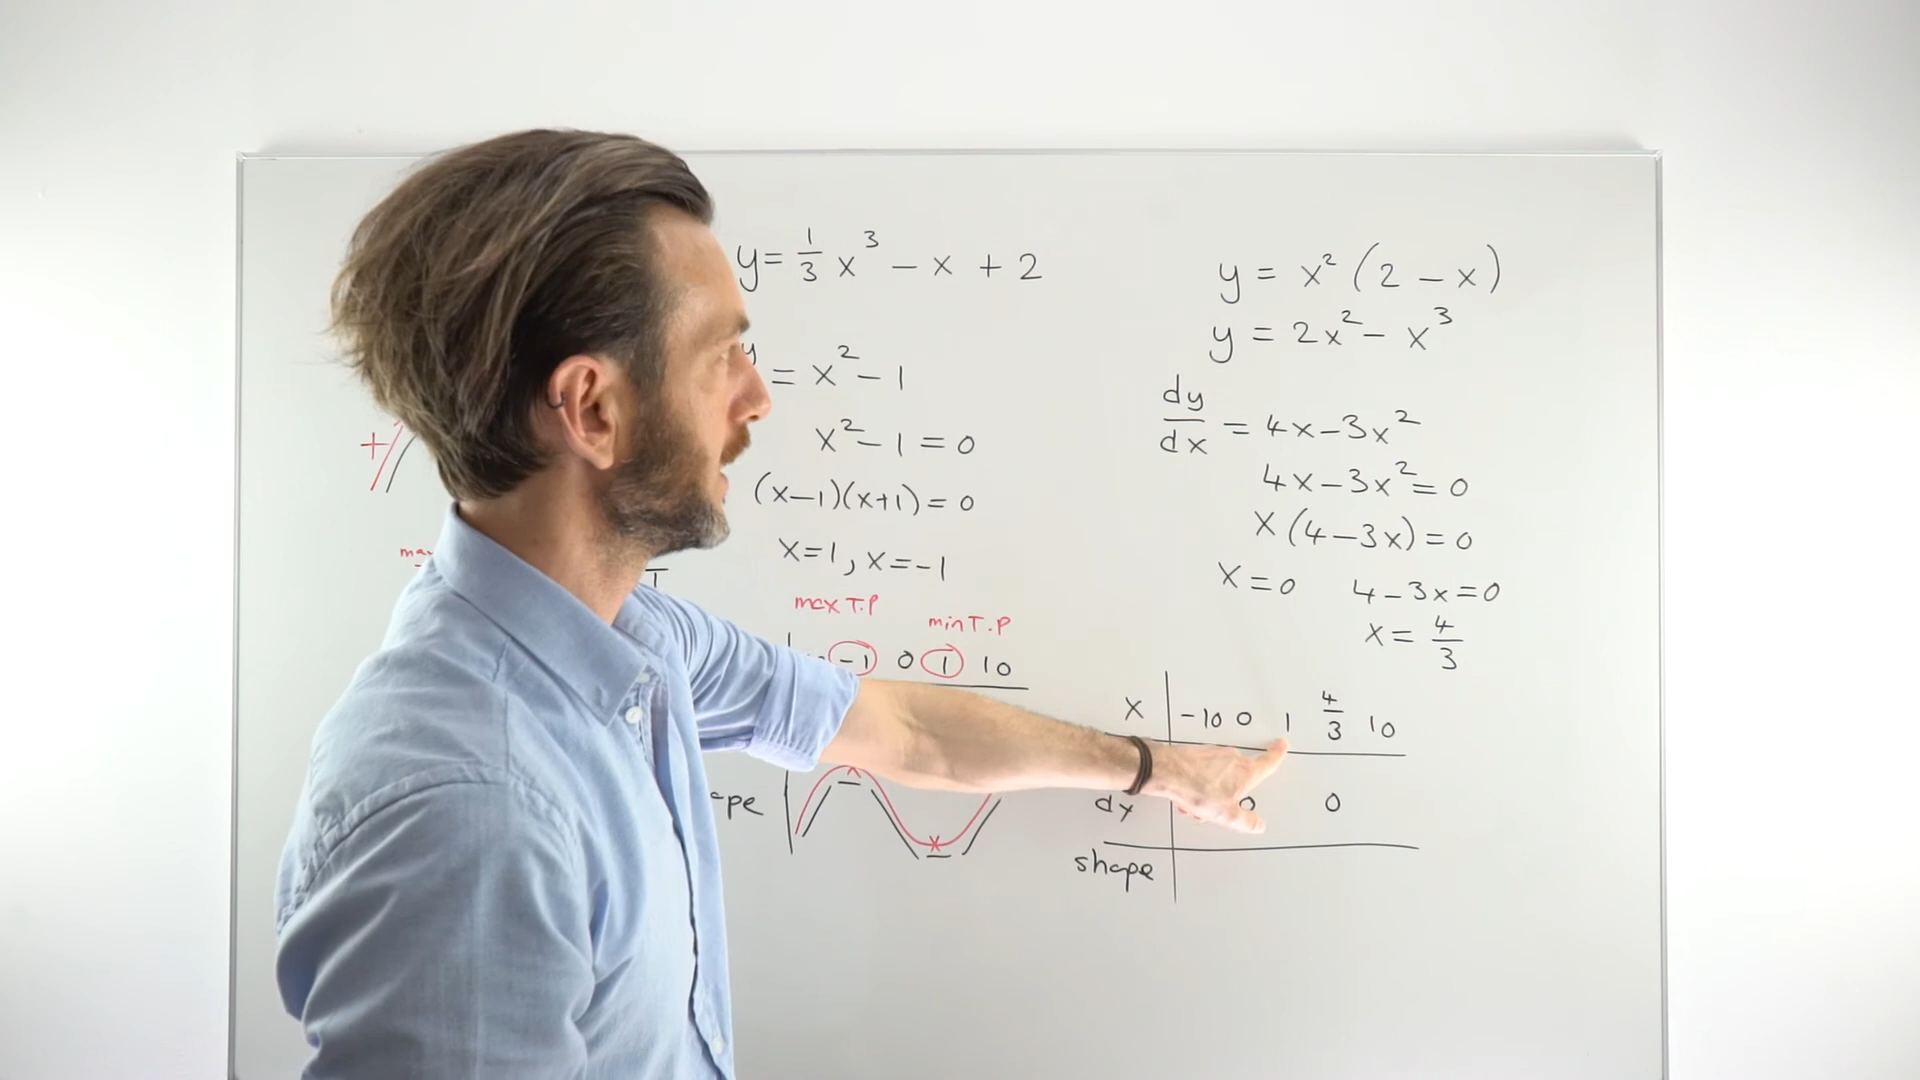 +
y = 1/3 x³ − x + 2
= x² − 1
x² − 1 = 0
(x−1)(x+1) = 0
x=1, x=−1
max T.P
min T.P
−1 0 1 10
y = x² (2 − x)
y = 2x² − x³
dy/dx = 4x−3x²
4x−3x² = 0
x(4−3x) = 0
x=0 4−3x=0
x = 4/3
x −10 0 1 4/3 10
dx 0 0
shape